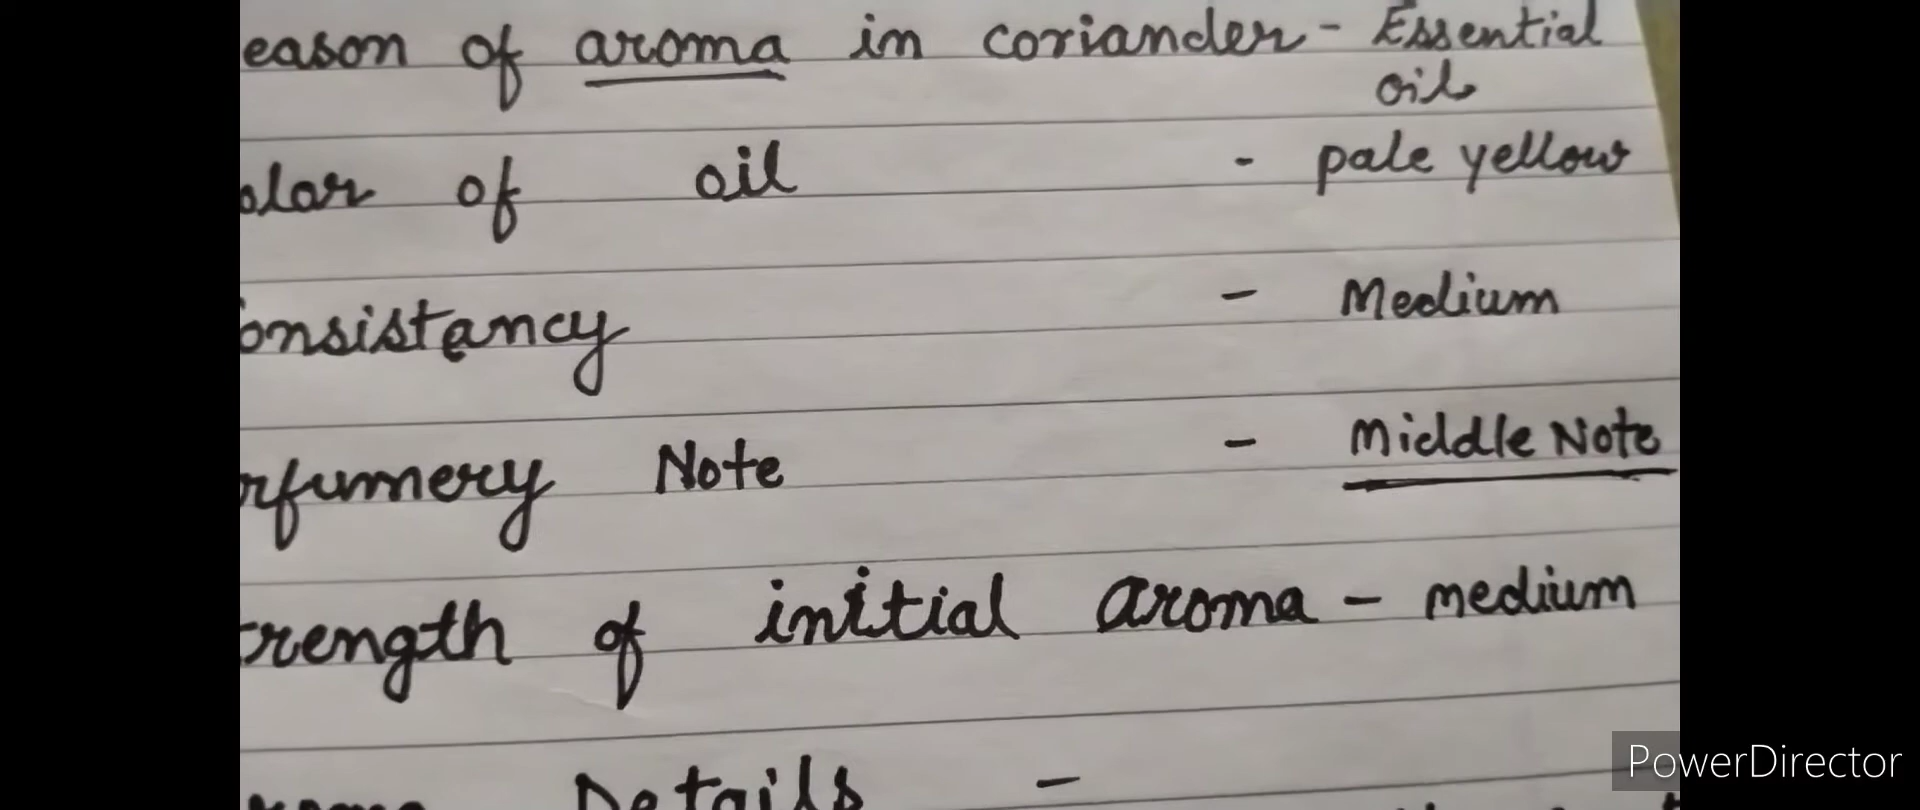 eason of aroma in coriander - Essential
oil
olor of oil - pale yellow
onsistancy - Medium
rfumery Note - Middle Note
trength of initial aroma - medium
Details -
PowerDirector